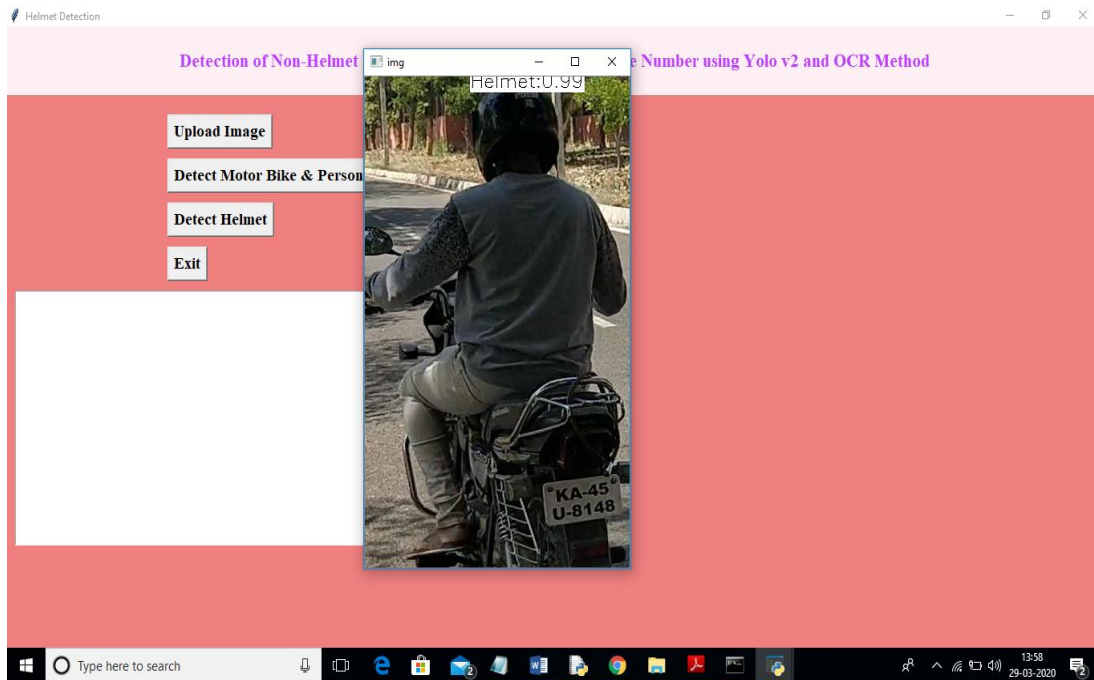 Helmet Detection
Detection of Non-Helmet
e Number using Yolo v2 and OCR Method
img
Helmet:0.99
Upload Image
Detect Motor Bike & Person
Detect Helmet
Exit
KA-45
U-8148
Type here to search
2
13:58
29-03-2020
2